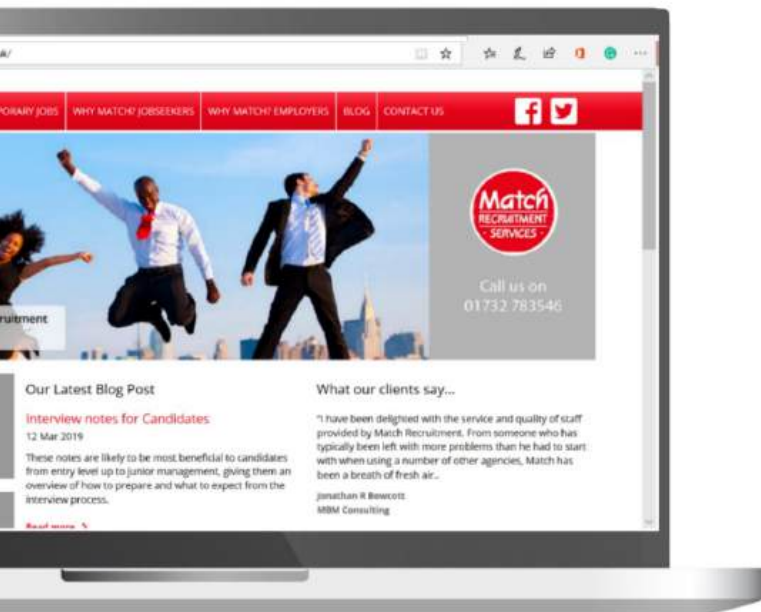 uk/
PORARY JOBS WHY MATCH? JOBSEEKERS WHY MATCH? EMPLOYERS BLOG CONTACT US
Match
RECRUITMENT
· SERVICES ·
Call us on
01732 783546
ruitment
Our Latest Blog Post
Interview notes for Candidates
12 Mar 2019
These notes are likely to be most beneficial to candidates
from entry level up to junior management, giving them an
overview of how to prepare and what to expect from the
interview process.
Read more
What our clients say...
"I have been delighted with the service and quality of staff
provided by Match Recruitment. From someone who has
typically been left with more problems than he had to start
with when using a number of other agencies, Match has
been a breath of fresh air..
Jonathan R Bowcott
MBM Consulting